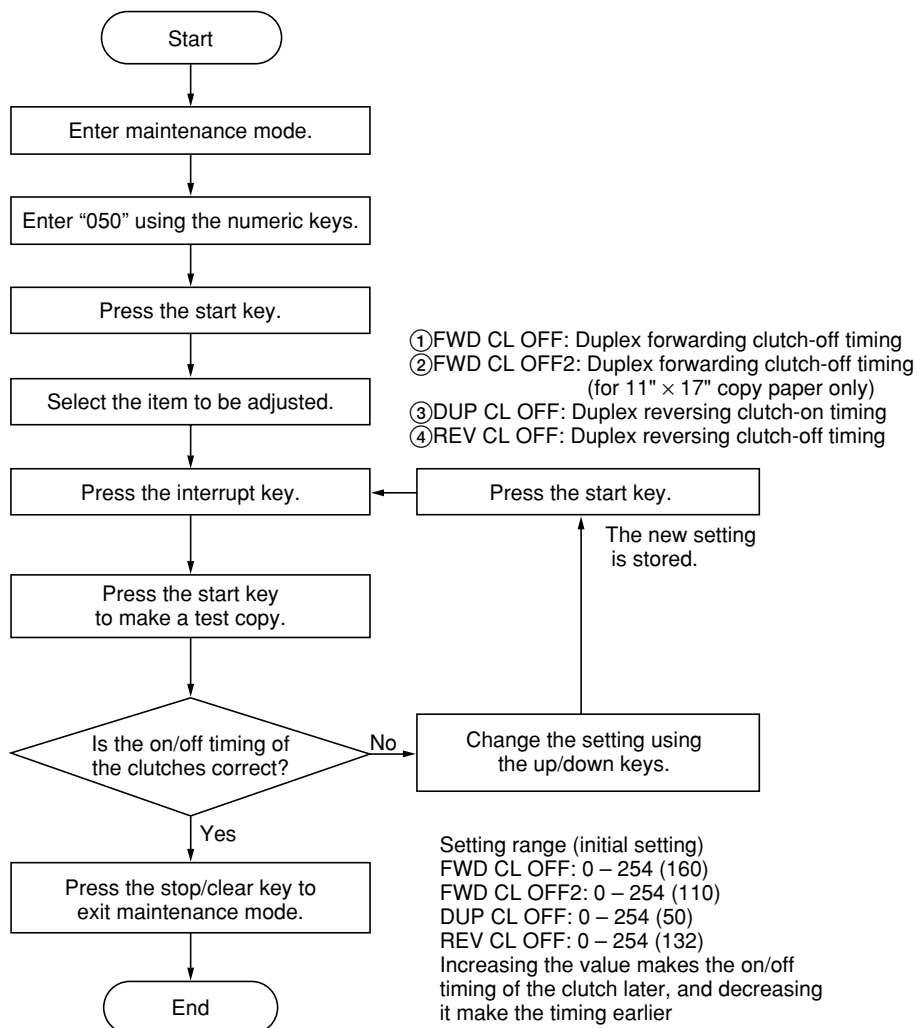 Start
Enter maintenance mode.
Enter “050” using the numeric keys.
Press the start key.
①FWD CL OFF: Duplex forwarding clutch-off timing
②FWD CL OFF2: Duplex forwarding clutch-off timing
(for 11" × 17" copy paper only)
③DUP CL OFF: Duplex reversing clutch-on timing
④REV CL OFF: Duplex reversing clutch-off timing
Select the item to be adjusted.
Press the interrupt key.
Press the start key.
The new setting
is stored.
Press the start key
to make a test copy.
Is the on/off timing of
the clutches correct?
No
Change the setting using
the up/down keys.
Yes
Press the stop/clear key to
exit maintenance mode.
End
Setting range (initial setting)
FWD CL OFF: 0 – 254 (160)
FWD CL OFF2: 0 – 254 (110)
DUP CL OFF: 0 – 254 (50)
REV CL OFF: 0 – 254 (132)
Increasing the value makes the on/off
timing of the clutch later, and decreasing
it make the timing earlier